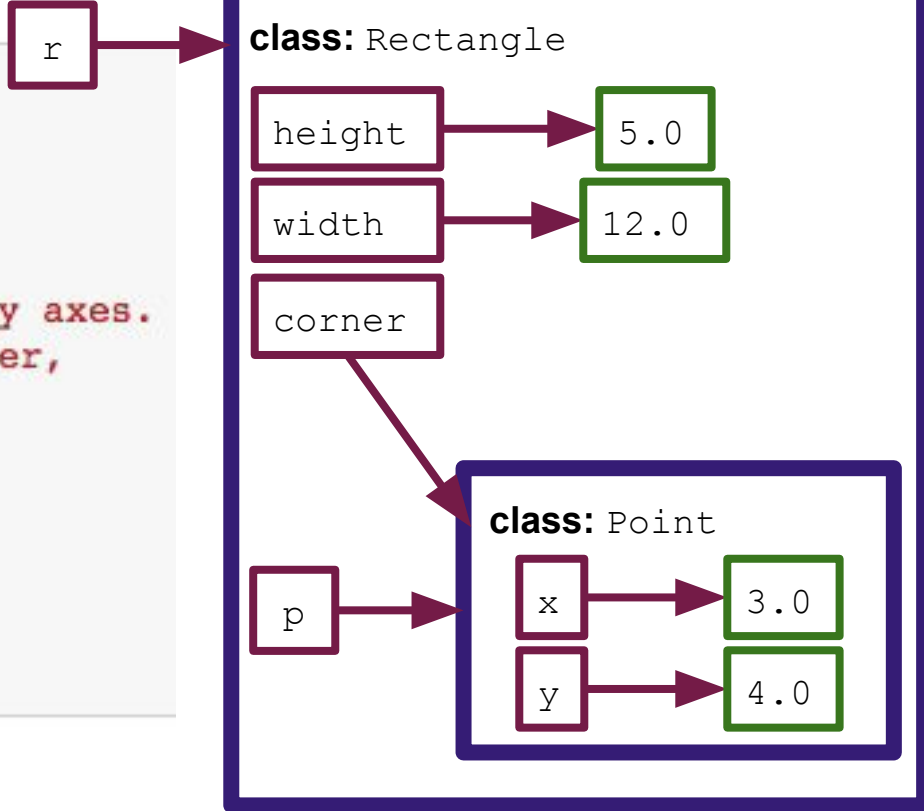 r
class: Rectangle
height 5.0
width 12.0
y axes.
corner
er,
class: Point
p
x 3.0
y 4.0